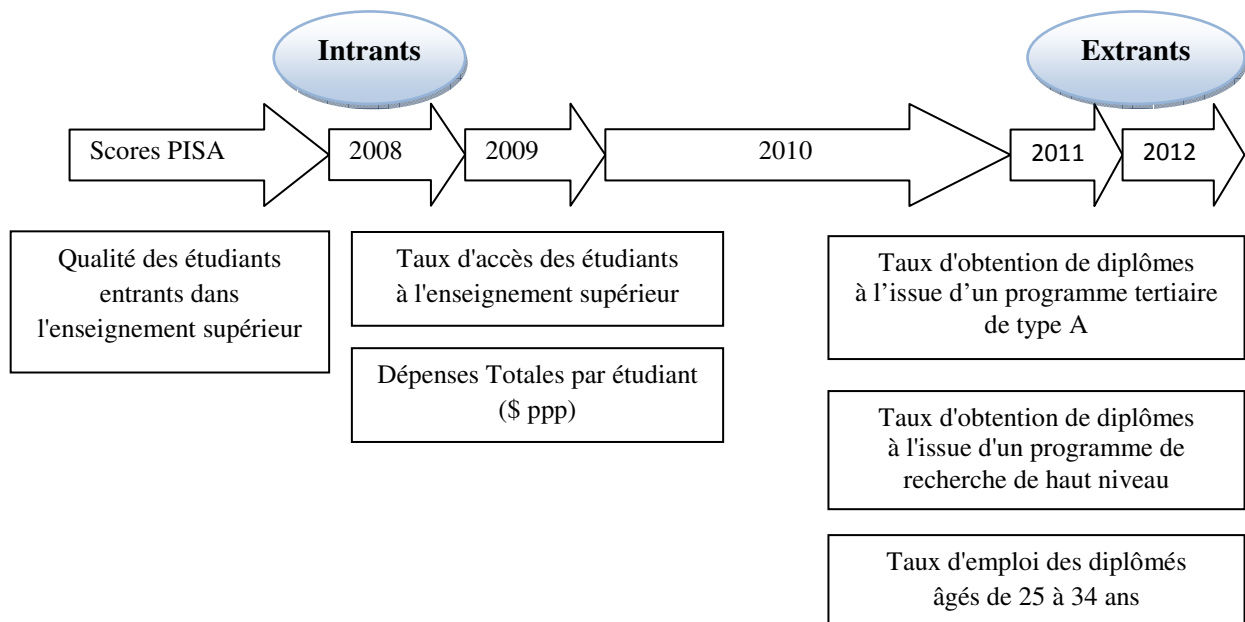 Intrants
Extrants
Scores PISA
2008
2009
2010
2011
2012
Qualité des étudiants
entrants dans
l'enseignement supérieur
Taux d'accès des étudiants
à l'enseignement supérieur
Dépenses Totales par étudiant
($ ppp)
Taux d'obtention de diplômes
à l’issue d’un programme tertiaire
de type A
Taux d'obtention de diplômes
à l'issue d'un programme de
recherche de haut niveau
Taux d'emploi des diplômés
âgés de 25 à 34 ans